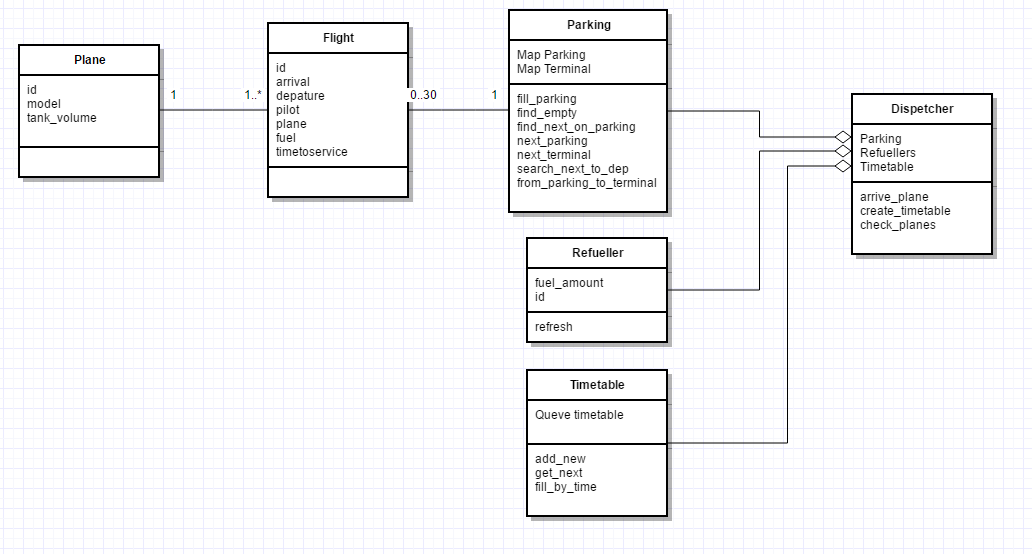 Plane
id
model
tank_volume
1
1..*
Flight
id
arrival
depature
pilot
plane
fuel
timetoservice
0..30
1
Parking
Map Parking
Map Terminal
fill_parking
find_empty
find_next_on_parking
next_parking
next_terminal
search_next_to_dep
from_parking_to_terminal
Refueller
fuel_amount
id
refresh
Timetable
Queve timetable
add_new
get_next
fill_by_time
Dispetcher
Parking
Refuellers
Timetable
arrive_plane
create_timetable
check_planes